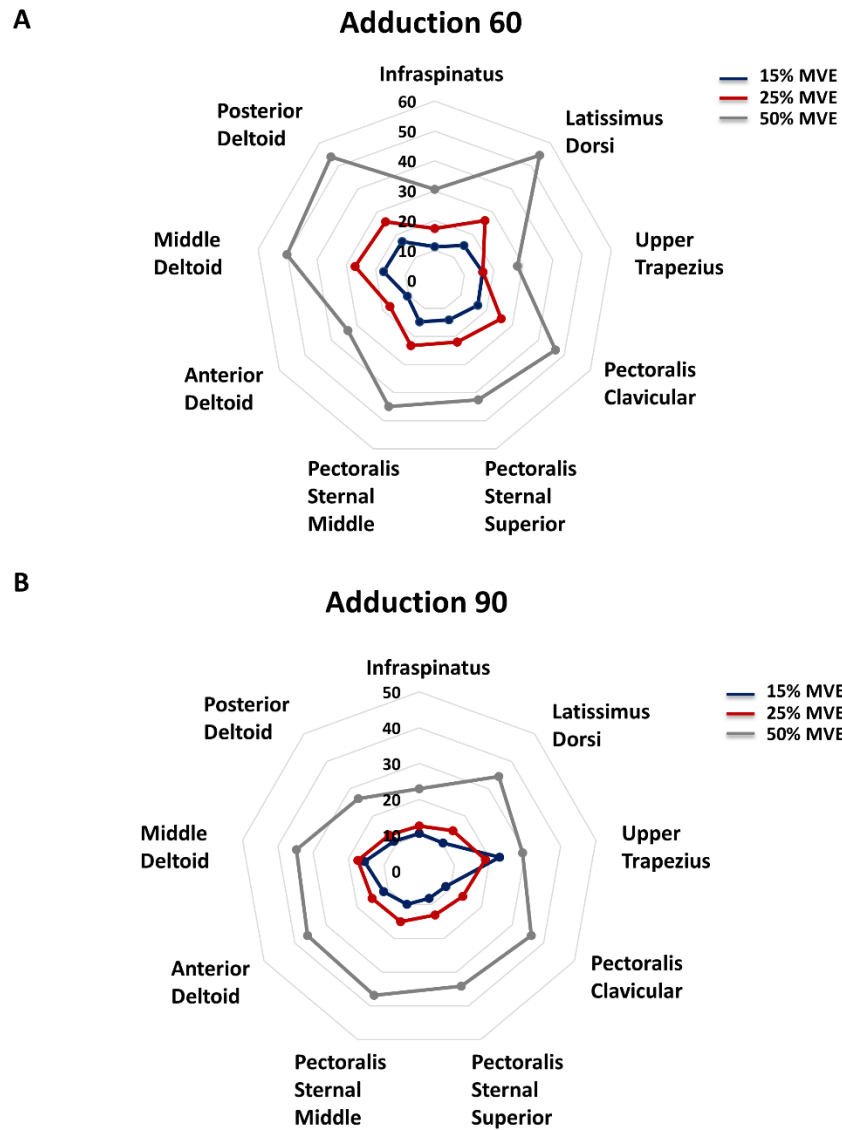 A
Adduction 60
Infraspinatus
15% MVE
25% MVE
50% MVE
Posterior
Deltoid
Latissimus
Dorsi
60
50
40
30
20
10
0
Middle
Deltoid
Upper
Trapezius
Anterior
Deltoid
Pectoralis
Clavicular
Pectoralis
Sternal
Middle
Pectoralis
Sternal
Superior
B
Adduction 90
Infraspinatus
15% MVE
25% MVE
50% MVE
Posterior
Deltoid
Latissimus
Dorsi
50
40
30
20
10
0
Middle
Deltoid
Upper
Trapezius
Anterior
Deltoid
Pectoralis
Clavicular
Pectoralis
Sternal
Middle
Pectoralis
Sternal
Superior